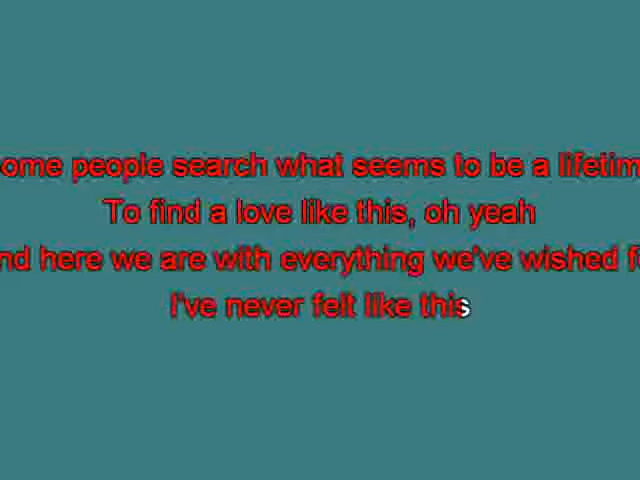 ome people search what seems to be a lifetim
To find a love like this, oh yeah
nd here we are with everything we've wished fo
I've never felt like this